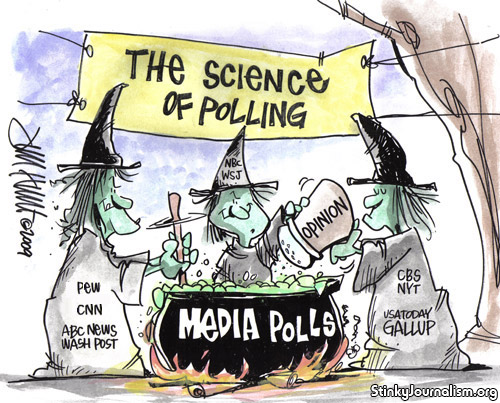 THE SCIENCE
OF POLLING
NBC
WSJ
OPINION
PEW
CNN
ABC NEWS
WASH POST
CBS
NYT
USATODAY
GALLUP
MEDIA POLLS
©2009
StinkyJournalism.org